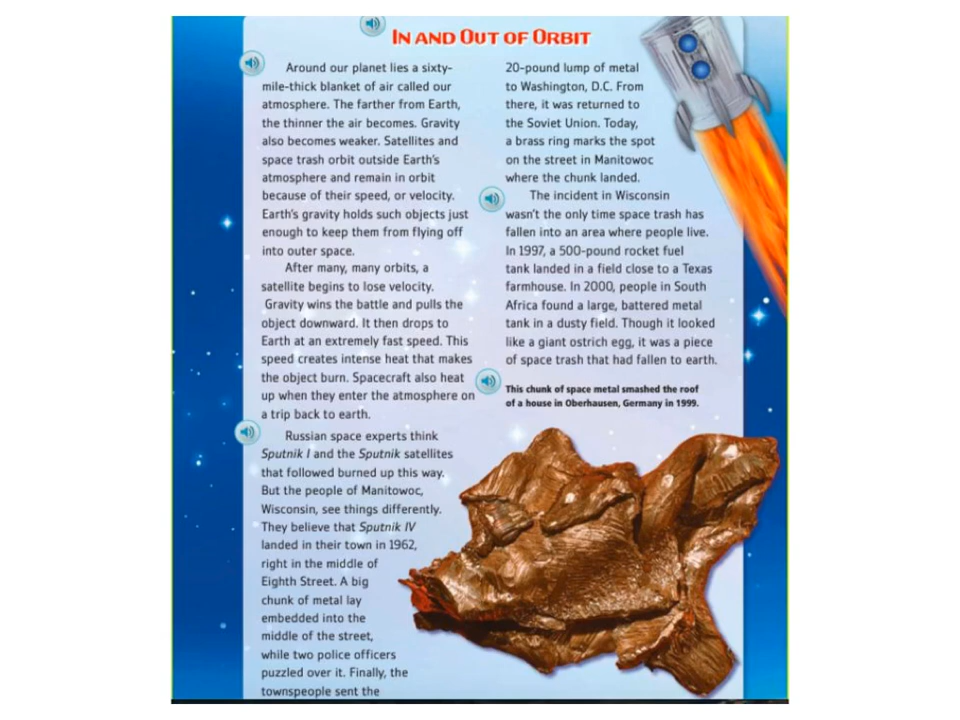 IN AND OUT OF ORBIT
Around our planet lies a sixty-
mile-thick blanket of air called our
atmosphere. The farther from Earth,
the thinner the air becomes. Gravity
also becomes weaker. Satellites and
space trash orbit outside Earth's
atmosphere and remain in orbit
because of their speed, or velocity.
Earth's gravity holds such objects just
enough to keep them from flying off
into outer space.
After many, many orbits, a
satellite begins to lose velocity.
Gravity wins the battle and pulls the
object downward. It then drops to
Earth at an extremely fast speed. This
speed creates intense heat that makes
the object burn. Spacecraft also heat
up when they enter the atmosphere on
a trip back to earth.
Russian space experts think
Sputnik I and the Sputnik satellites
that followed burned up this way.
But the people of Manitowoc,
Wisconsin, see things differently.
They believe that Sputnik IV
landed in their town in 1962,
right in the middle of
Eighth Street. A big
chunk of metal lay
embedded into the
middle of the street,
while two police officers
puzzled over it. Finally, the
townspeople sent the
20-pound lump of metal
to Washington, D.C. From
there, it was returned to
the Soviet Union. Today,
a brass ring marks the spot
on the street in Manitowoc
where the chunk landed.
The incident in Wisconsin
wasn't the only time space trash has
fallen into an area where people live.
In 1997, a 500-pound rocket fuel
tank landed in a field close to a Texas
farmhouse. In 2000, people in South
Africa found a large, battered metal
tank in a dusty field. Though it looked
like a giant ostrich egg, it was a piece
of space trash that had fallen to earth.
This chunk of space metal smashed the roof
of a house in Oberhausen, Germany in 1999.